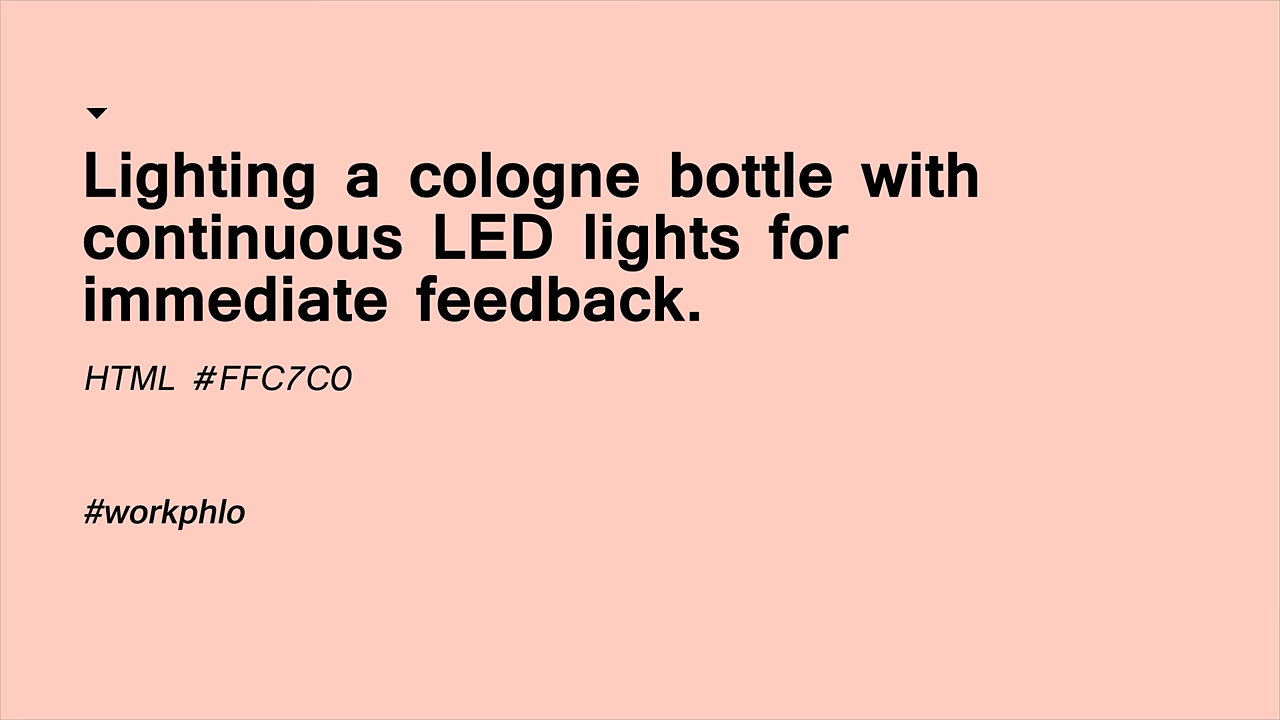 Lighting a cologne bottle with
continuous LED lights for
immediate feedback.
HTML #FFC7C0
#workphlo